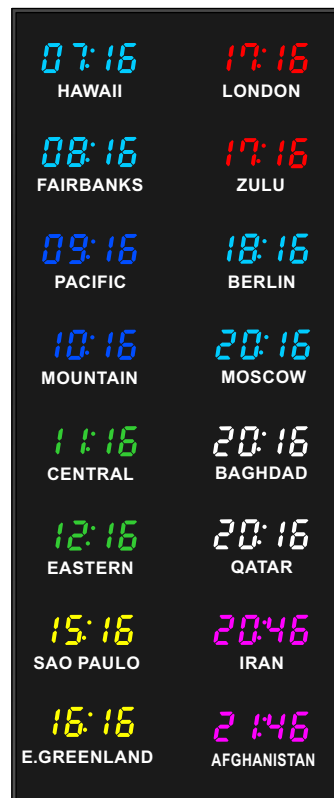 07:16 17:16
HAWAII LONDON
08:16 17:16
FAIRBANKS ZULU
09:16 18:16
PACIFIC BERLIN
10:16 20:16
MOUNTAIN MOSCOW
11:16 20:16
CENTRAL BAGHDAD
12:16 20:16
EASTERN QATAR
15:16 20:46
SAO PAULO IRAN
16:16 21:46
E.GREENLAND AFGHANISTAN